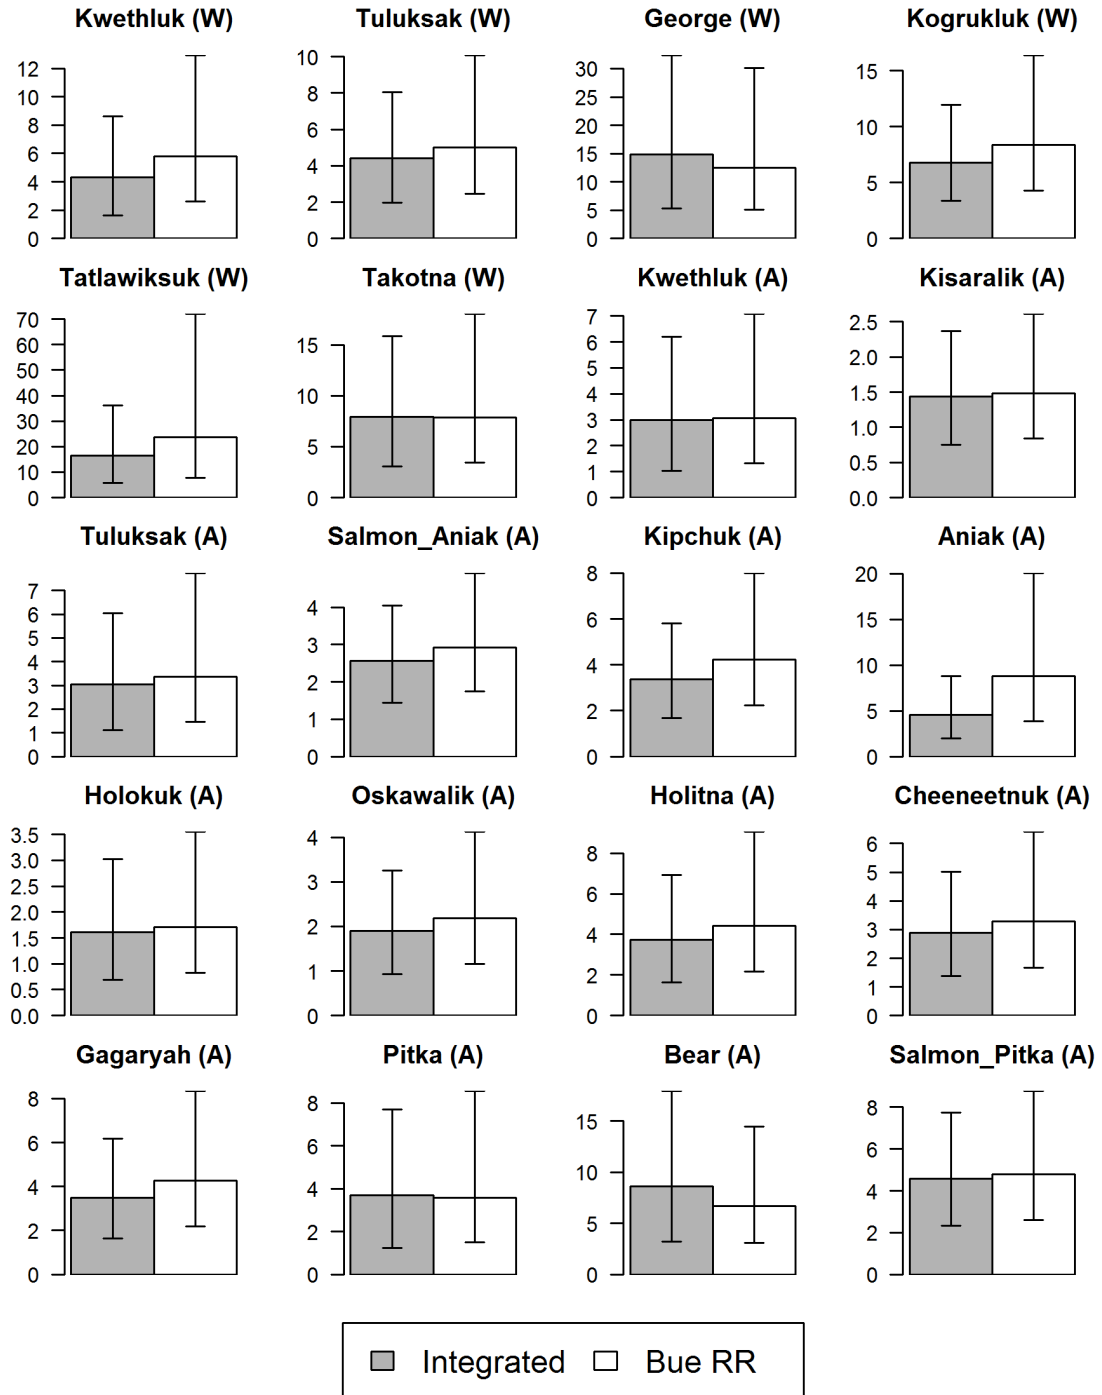 Kwethluk (W) Tuluksak (W) George (W) Kogrukluk (W)
12 10 8 6 4 2 0
10 8 6 4 2 0
30 25 20 15 10 5 0
15 10 5 0
Tatlawiksuk (W) Takotna (W) Kwethluk (A) Kisaralik (A)
70 60 50 40 30 20 10 0
15 10 5 0
7 6 5 4 3 2 1 0
2.5 2.0 1.5 1.0 0.5 0.0
Tuluksak (A) Salmon_Aniak (A) Kipchuk (A) Aniak (A)
7 6 5 4 3 2 1 0
4 3 2 1 0
8 6 4 2 0
20 15 10 5 0
Holokuk (A) Oskawalik (A) Holitna (A) Cheeneetnuk (A)
3.5 3.0 2.5 2.0 1.5 1.0 0.5 0.0
4 3 2 1 0
8 6 4 2 0
6 5 4 3 2 1 0
Gagaryah (A) Pitka (A) Bear (A) Salmon_Pitka (A)
8 6 4 2 0
8 6 4 2 0
15 10 5 0
8 6 4 2 0
Integrated Bue RR